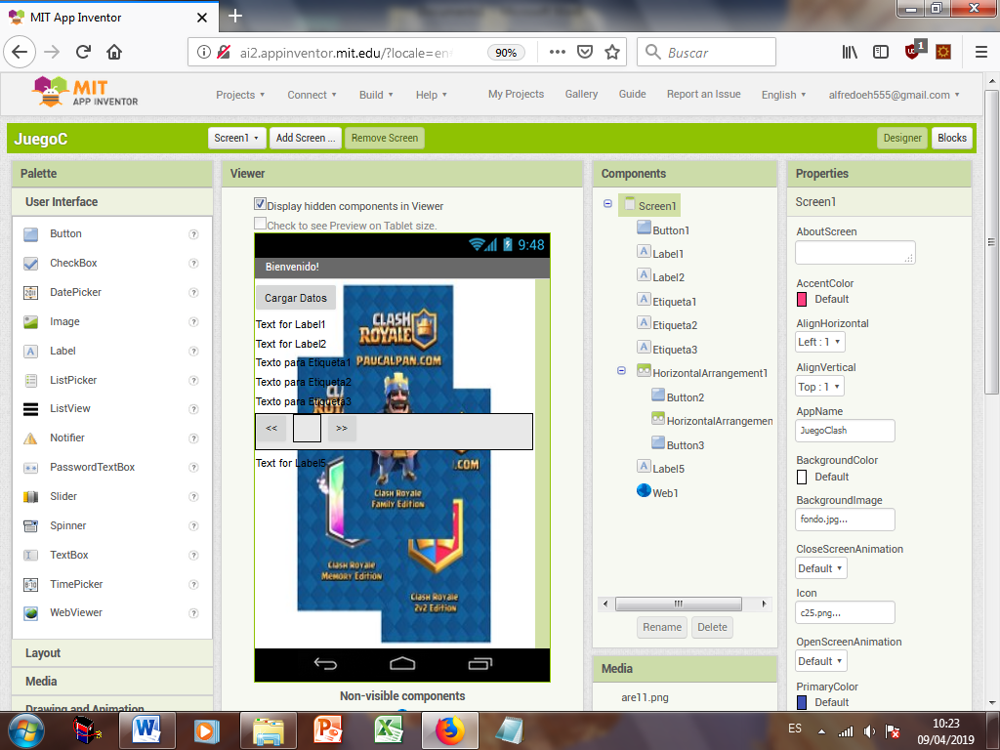 MIT App Inventor
ai2.appinventor.mit.edu/?locale=en
90%
Buscar
1
MIT
APP INVENTOR
Projects
Connect
Build
Help
My Projects
Gallery
Guide
Report an Issue
English
alfredoeh555@gmail.com
JuegoC
Screen1
Add Screen ...
Remove Screen
Designer
Blocks
Palette
User Interface
Button
CheckBox
DatePicker
Image
Label
ListPicker
ListView
Notifier
PasswordTextBox
Slider
Spinner
TextBox
TimePicker
WebViewer
Layout
Media
Drawing and Animation
Viewer
Display hidden components in Viewer
Check to see Preview on Tablet size.
9:48
Bienvenido!
Cargar Datos
Text for Label1
Text for Label2
Texto para Etiqueta1
Texto para Etiqueta2
Texto para Etiqueta3
<<
>>
Text for Label5
CLASH
ROYALE
PAUCALPAN.COM
.COM
Clash Royale
Family Edition
Clash Royale
Memory Edition
Clash Royale
2v2 Edition
Non-visible components
Components
Screen1
Button1
Label1
Label2
Etiqueta1
Etiqueta2
Etiqueta3
HorizontalArrangement1
Button2
HorizontalArrangemen
Button3
Label5
Web1
Rename
Delete
Media
are11.png
Properties
Screen1
AboutScreen
AccentColor
Default
AlignHorizontal
Left : 1
AlignVertical
Top : 1
AppName
JuegoClash
BackgroundColor
Default
BackgroundImage
fondo.jpg...
CloseScreenAnimation
Default
Icon
c25.png...
OpenScreenAnimation
Default
PrimaryColor
Default
ES
10:23
09/04/2019